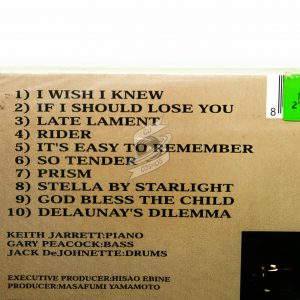 1) I WISH I KNEW
2) IF I SHOULD LOSE YOU
3) LATE LAMENT
4) RIDER
5) IT'S EASY TO REMEMBER
6) SO TENDER
7) PRISM
8) STELLA BY STARLIGHT
9) GOD BLESS THE CHILD
10) DELAUNAY'S DILEMMA
KEITH JARRETT:PIANO
GARY PEACOCK:BASS
JACK DeJOHNETTE:DRUMS
EXECUTIVE PRODUCER:HISAO EBINE
PRODUCER:MASAFUMI YAMAMOTO
8